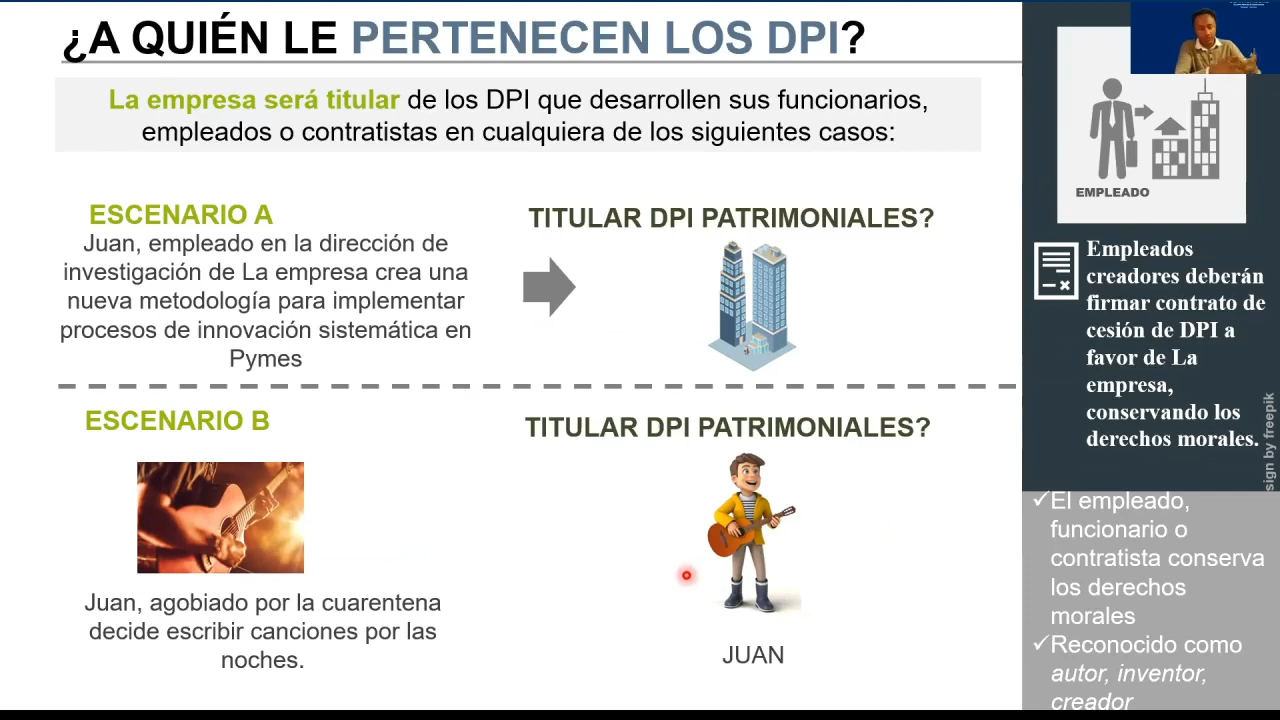 ¿A QUIÉN LE PERTENECEN LOS DPI?
La empresa será titular de los DPI que desarrollen sus funcionarios,
empleados o contratistas en cualquiera de los siguientes casos:
ESCENARIO A
Juan, empleado en la dirección de
investigación de La empresa crea una
nueva metodología para implementar
procesos de innovación sistemática en
Pymes
TITULAR DPI PATRIMONIALES?
ESCENARIO B
Juan, agobiado por la cuarentena
decide escribir canciones por las
noches.
TITULAR DPI PATRIMONIALES?
JUAN
EMPLEADO
Empleados
creadores deberán
firmar contrato de
cesión de DPI a
favor de La
empresa,
conservando los
derechos morales.
sign by freepik
✓El empleado,
funcionario o
contratista conserva
los derechos
morales
✓Reconocido como
autor, inventor,
creador